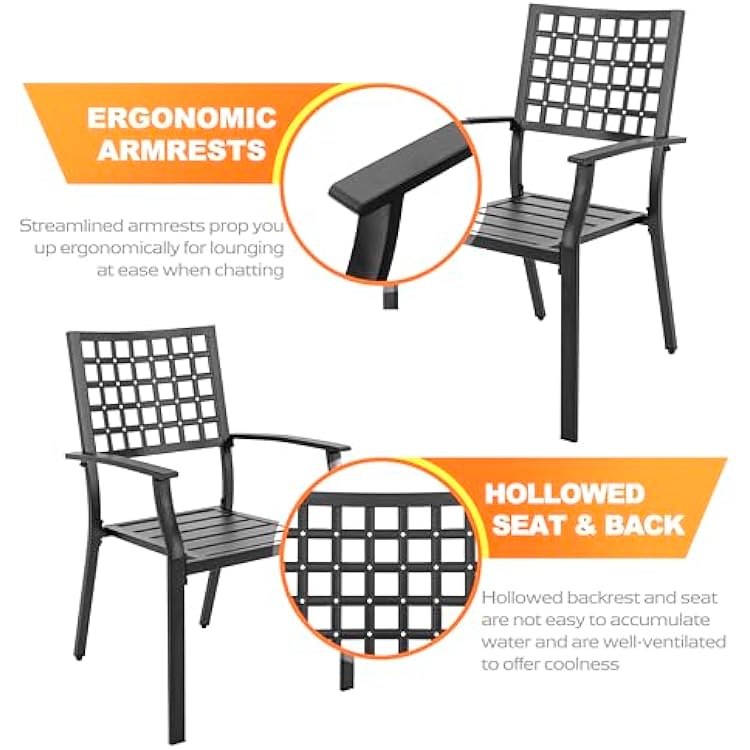 ERGONOMIC
ARMRESTS
Streamlined armrests prop you
up ergonomically for lounging
at ease when chatting
HOLLOWED
SEAT & BACK
Hollowed backrest and seat
are not easy to accumulate
water and are well-ventilated
to offer coolness